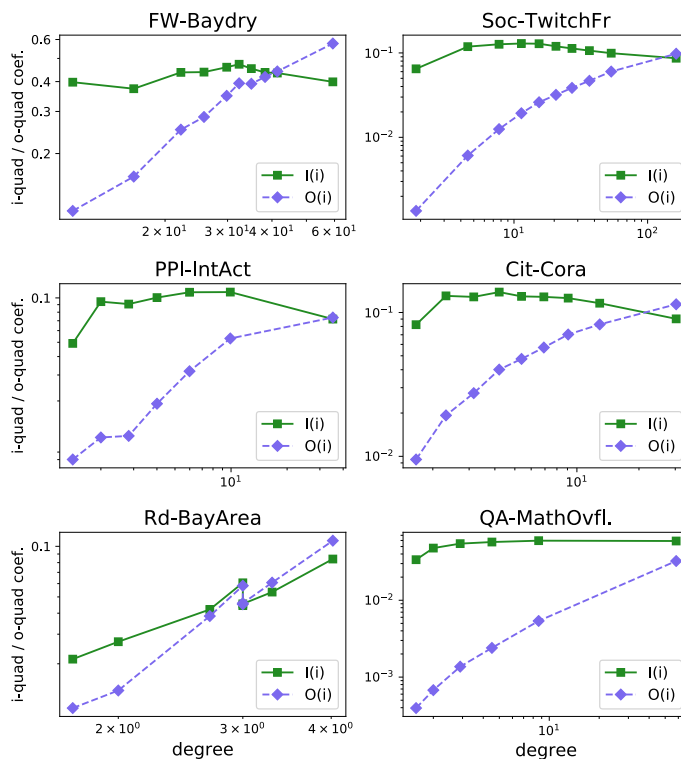 FW-Baydry
i-quad / o-quad coef.
0.6
0.4
0.3
0.2
I(i)
O(i)
2×10¹ 3×10¹ 4×10¹ 6×10¹
Soc-TwitchFr
10⁻¹
10⁻²
I(i)
O(i)
10¹ 10²
PPI-IntAct
i-quad / o-quad coef.
0.1
I(i)
O(i)
10¹
Cit-Cora
10⁻¹
10⁻²
I(i)
O(i)
10¹
Rd-BayArea
i-quad / o-quad coef.
0.1
I(i)
O(i)
2×10⁰ 3×10⁰ 4×10⁰
degree
QA-MathOvfl.
10⁻²
10⁻³
I(i)
O(i)
10¹
degree